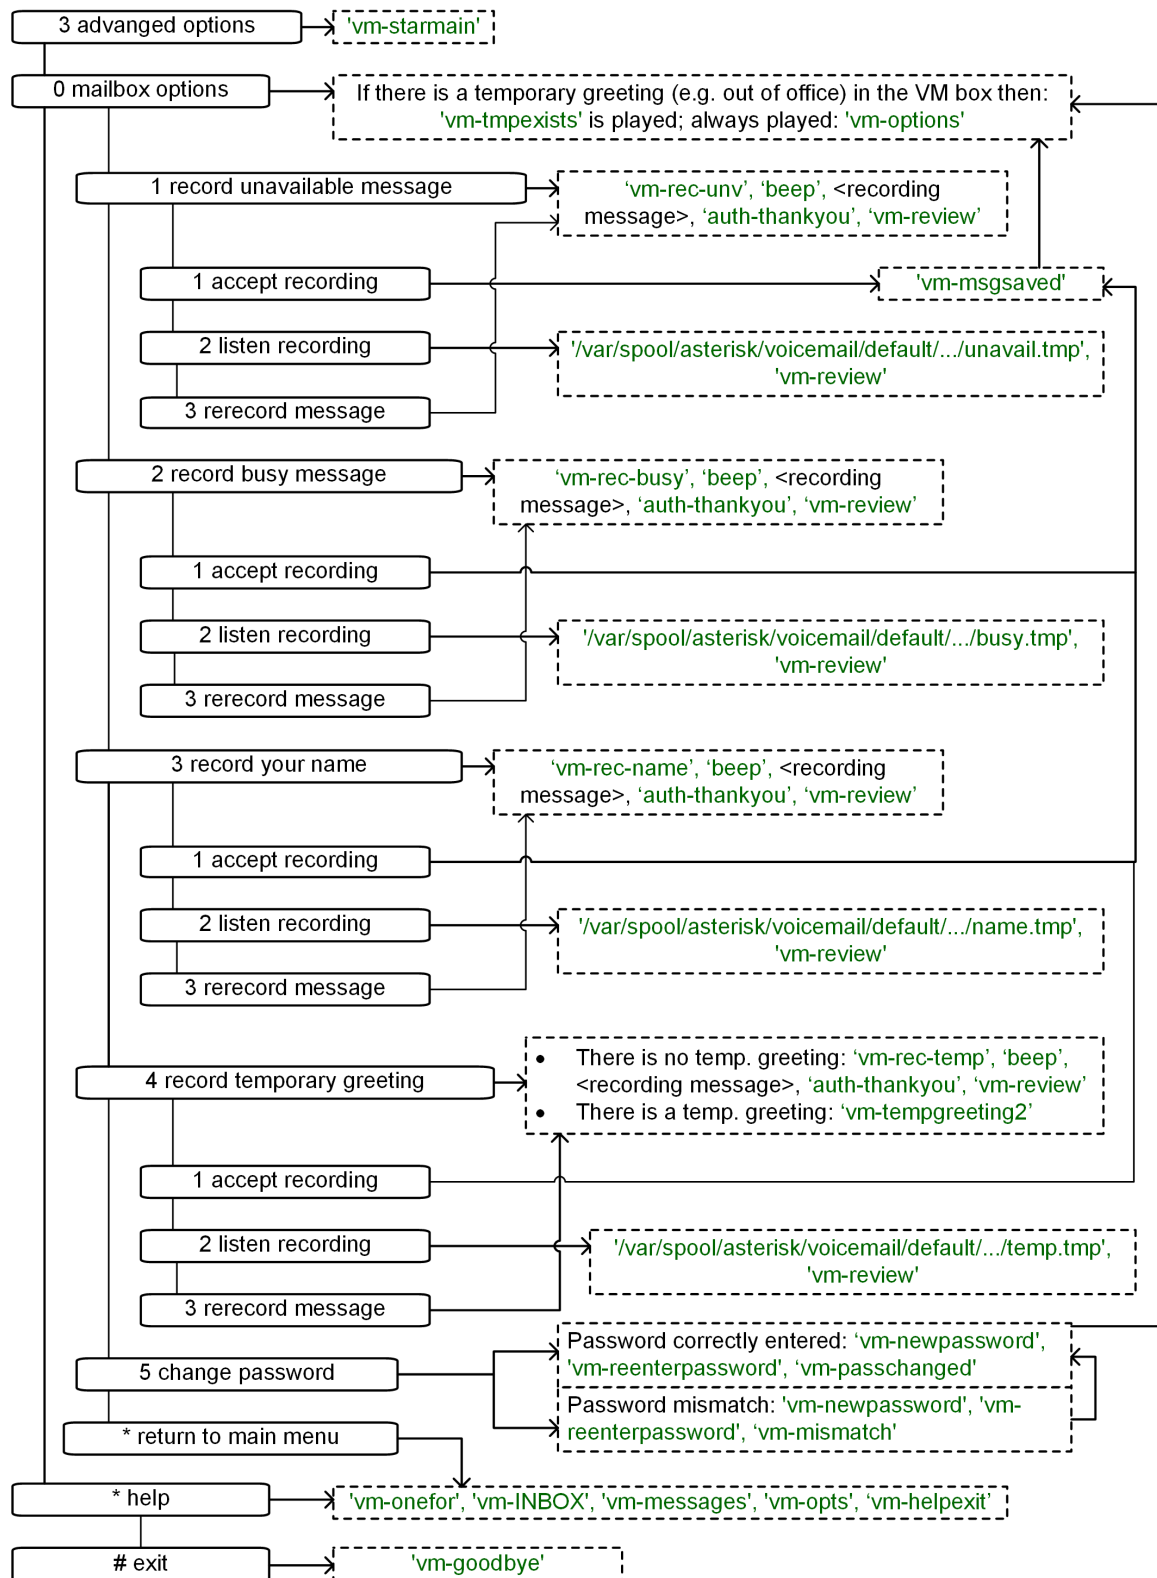 3 advanged options
'vm-starmain'
0 mailbox options
If there is a temporary greeting (e.g. out of office) in the VM box then:
'vm-tmpexists' is played; always played: 'vm-options'
1 record unavailable message
‘vm-rec-unv’, ‘beep’, <recording
message>, ‘auth-thankyou’, ‘vm-review’
1 accept recording
'vm-msgsaved'
2 listen recording
'/var/spool/asterisk/voicemail/default/.../unavail.tmp',
'vm-review'
3 rerecord message
2 record busy message
‘vm-rec-busy’, ‘beep’, <recording
message>, ‘auth-thankyou’, ‘vm-review’
1 accept recording
2 listen recording
'/var/spool/asterisk/voicemail/default/.../busy.tmp',
'vm-review'
3 rerecord message
3 record your name
‘vm-rec-name’, ‘beep’, <recording
message>, ‘auth-thankyou’, ‘vm-review’
1 accept recording
2 listen recording
'/var/spool/asterisk/voicemail/default/.../name.tmp',
'vm-review'
3 rerecord message
4 record temporary greeting
• There is no temp. greeting: ‘vm-rec-temp’, ‘beep’,
<recording message>, ‘auth-thankyou’, ‘vm-review’
• There is a temp. greeting: ‘vm-tempgreeting2’
1 accept recording
2 listen recording
'/var/spool/asterisk/voicemail/default/.../temp.tmp',
'vm-review'
3 rerecord message
5 change password
Password correctly entered: 'vm-newpassword',
'vm-reenterpassword', ‘vm-passchanged’
Password mismatch: 'vm-newpassword', 'vm-
reenterpassword', ‘vm-mismatch’
* return to main menu
* help
'vm-onefor', 'vm-INBOX', 'vm-messages', 'vm-opts', ‘vm-helpexit’
# exit
'vm-goodbye'